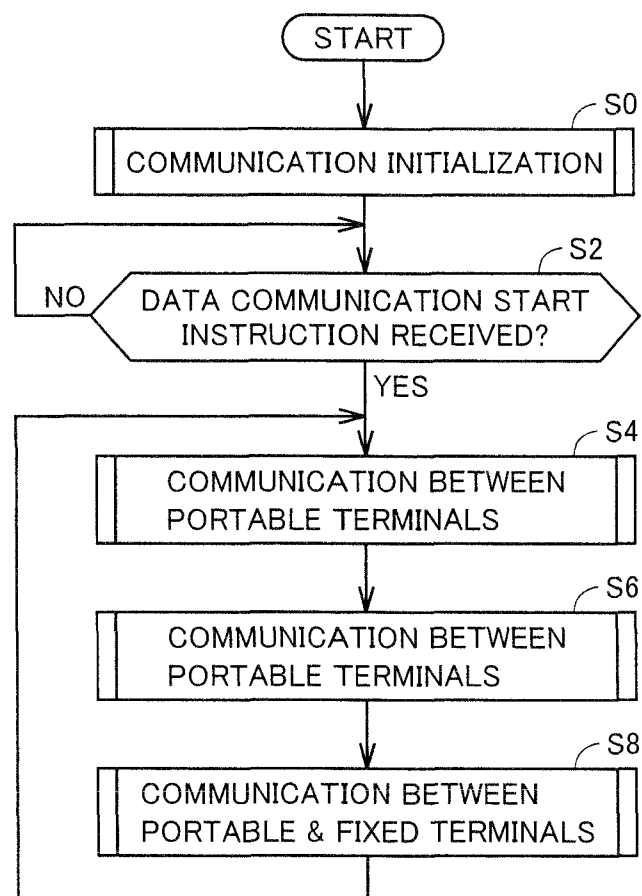 START
S0
COMMUNICATION INITIALIZATION
S2
NO
DATA COMMUNICATION START
INSTRUCTION RECEIVED?
YES
S4
COMMUNICATION BETWEEN
PORTABLE TERMINALS
S6
COMMUNICATION BETWEEN
PORTABLE TERMINALS
S8
COMMUNICATION BETWEEN
PORTABLE & FIXED TERMINALS